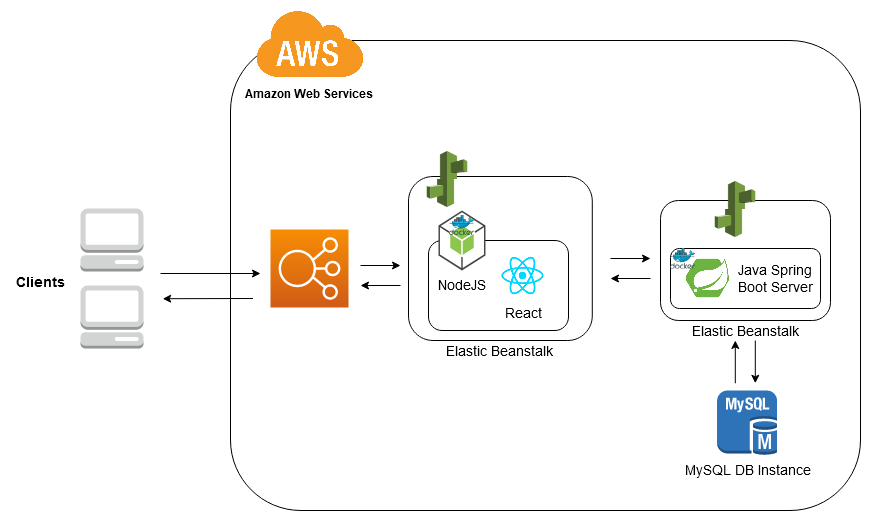 AWS
Amazon Web Services
Clients
docker
NodeJS
React
Elastic Beanstalk
docker
Java Spring
Boot Server
Elastic Beanstalk
MySQL
M
MySQL DB Instance